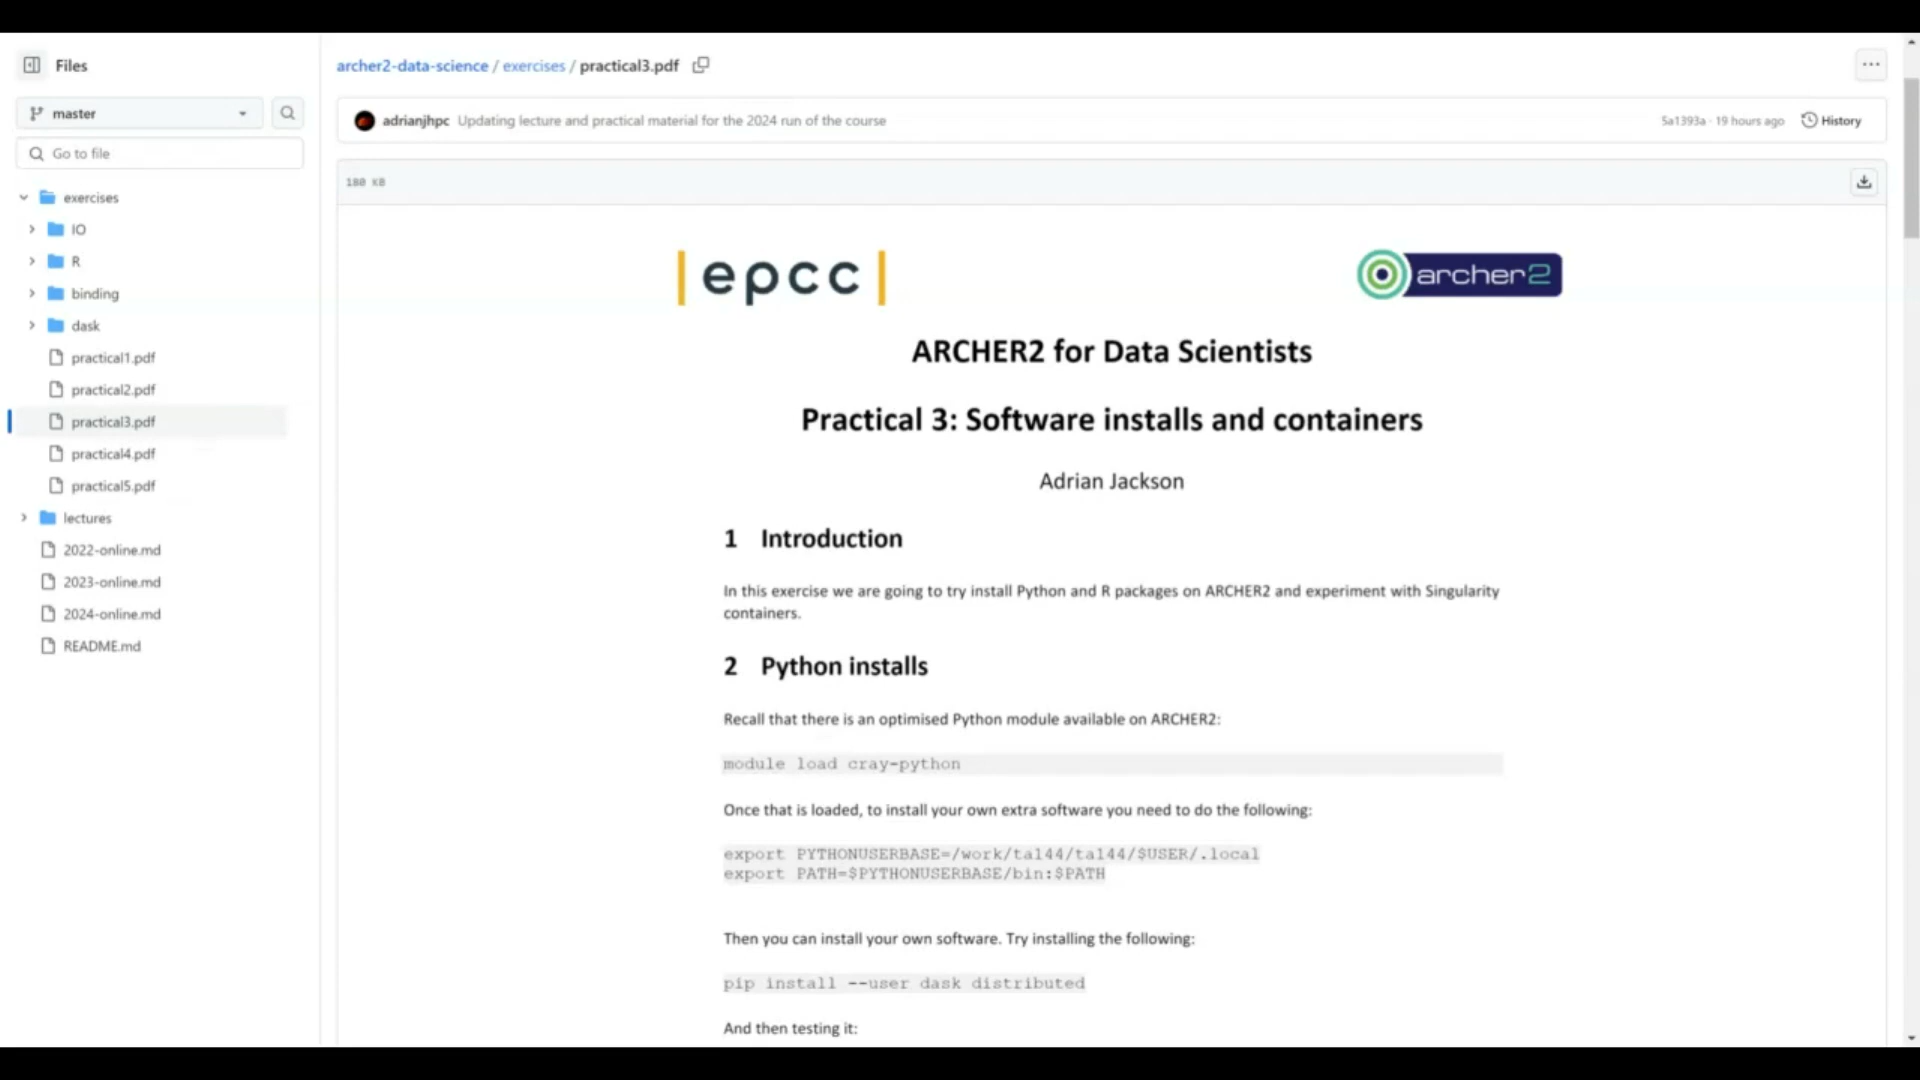 Files
master
Go to file
exercises
IO
R
binding
dask
practical1.pdf
practical2.pdf
practical3.pdf
practical4.pdf
practical5.pdf
lectures
2022-online.md
2023-online.md
2024-online.md
README.md
archer2-data-science / exercises / practical3.pdf
adrianjhpc Updating lecture and practical material for the 2024 run of the course
5a1393a · 19 hours ago History
180 KB
epcc
archer2
ARCHER2 for Data Scientists
Practical 3: Software installs and containers
Adrian Jackson
1 Introduction
In this exercise we are going to try install Python and R packages on ARCHER2 and experiment with Singularity
containers.
2 Python installs
Recall that there is an optimised Python module available on ARCHER2:
module load cray-python
Once that is loaded, to install your own extra software you need to do the following:
export PYTHONUSERBASE=/work/ta144/ta144/$USER/.local
export PATH=$PYTHONUSERBASE/bin:$PATH
Then you can install your own software. Try installing the following:
pip install --user dask distributed
And then testing it: